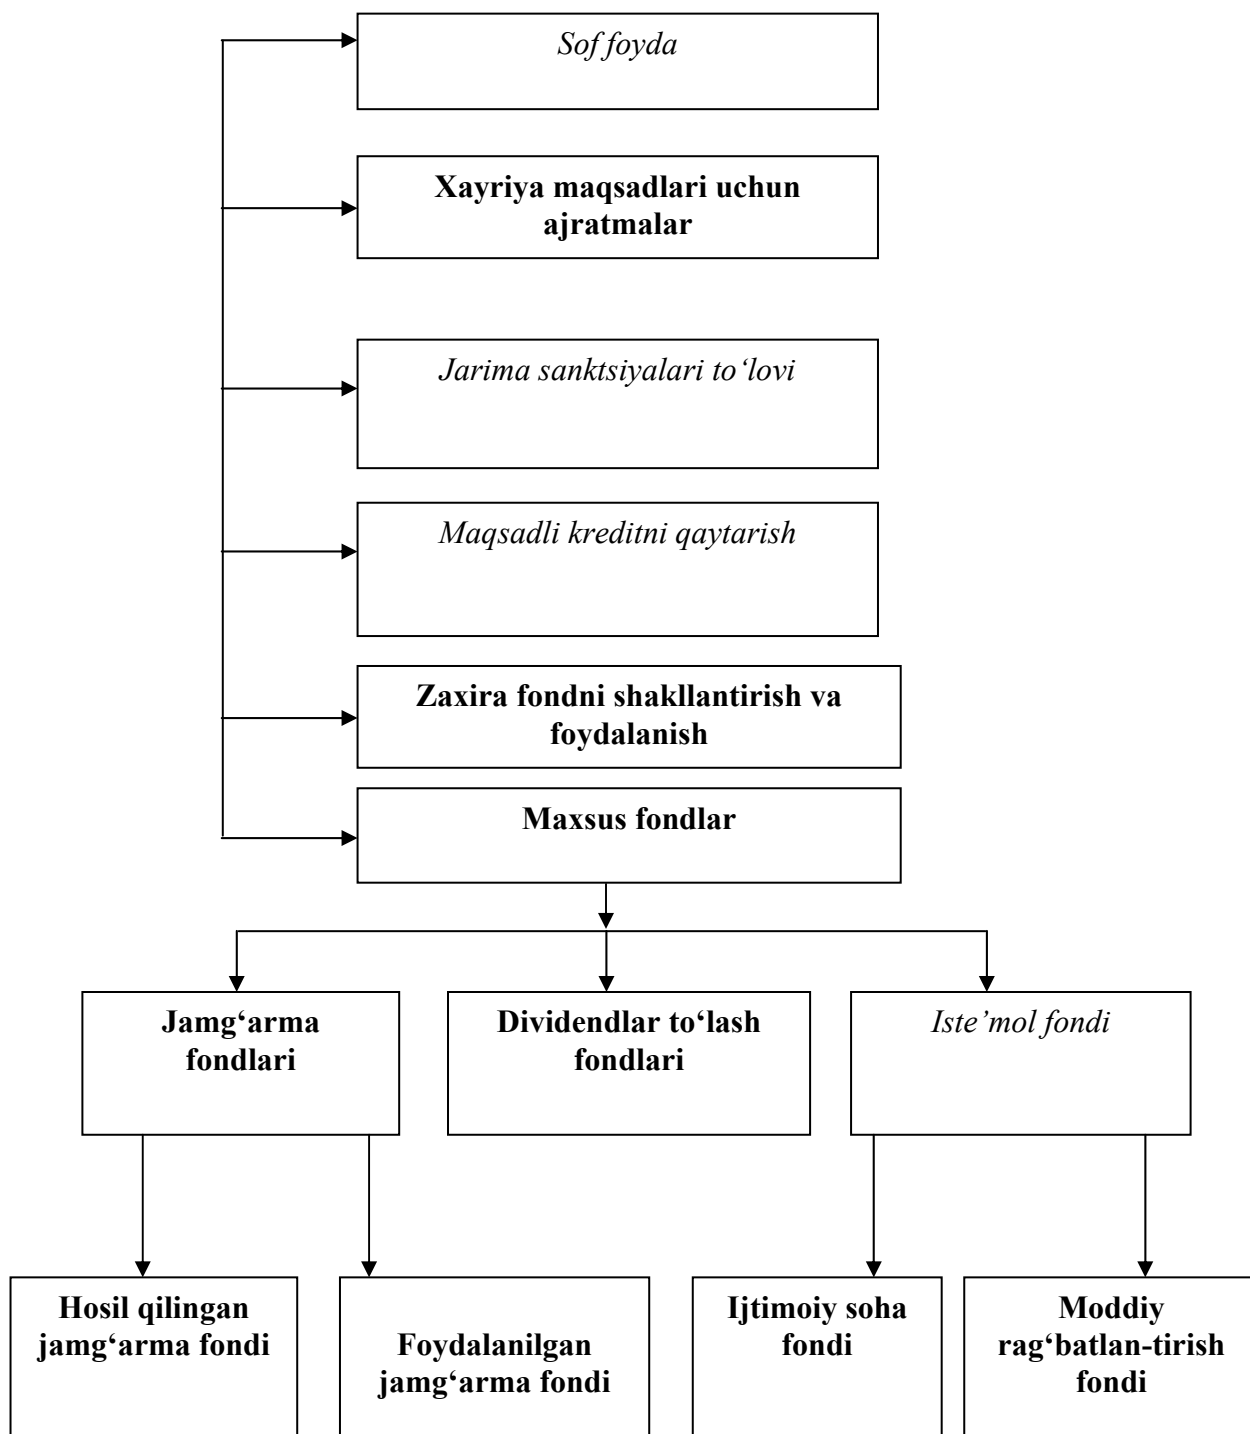 Sof foyda
Xayriya maqsadlari uchun
ajratmalar
Jarima sanktsiyalari to‘lovi
Maqsadli kreditni qaytarish
Zaxira fondni shakllantirish va
foydalanish
Maxsus fondlar
Jamg‘arma
fondlari
Dividendlar to‘lash
fondlari
Iste’mol fondi
Hosil qilingan
jamg‘arma fondi
Foydalanilgan
jamg‘arma fondi
Ijtimoiy soha
fondi
Moddiy
rag‘batlan-tirish
fondi